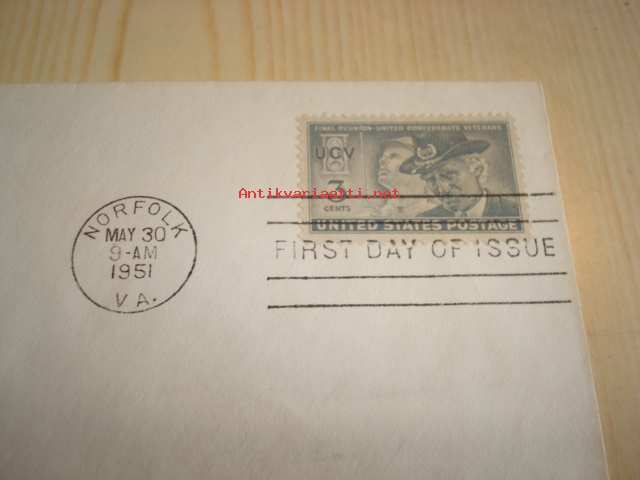 FINAL REUNION-UNITED CONFEDERATE VETERANS
UCV
3
CENTS
UNITED STATES POSTAGE
Antikvariaatti.net
NORFOLK
MAY 30
9-AM
1951
VA.
FIRST DAY OF ISSUE